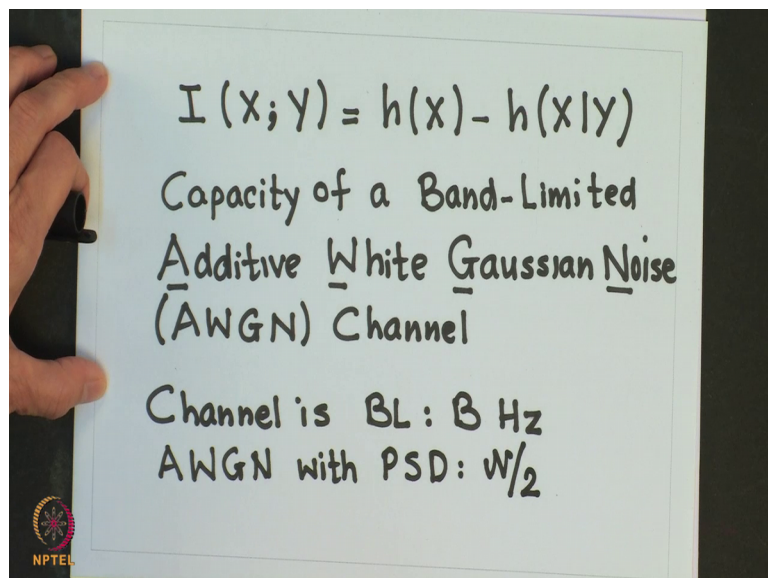 I (X; Y) = h(X) - h(X|Y)
Capacity of a Band-Limited
Additive White Gaussian Noise
(AWGN) Channel
Channel is BL : B Hz
AWGN with PSD : 𝒩/2
NPTEL